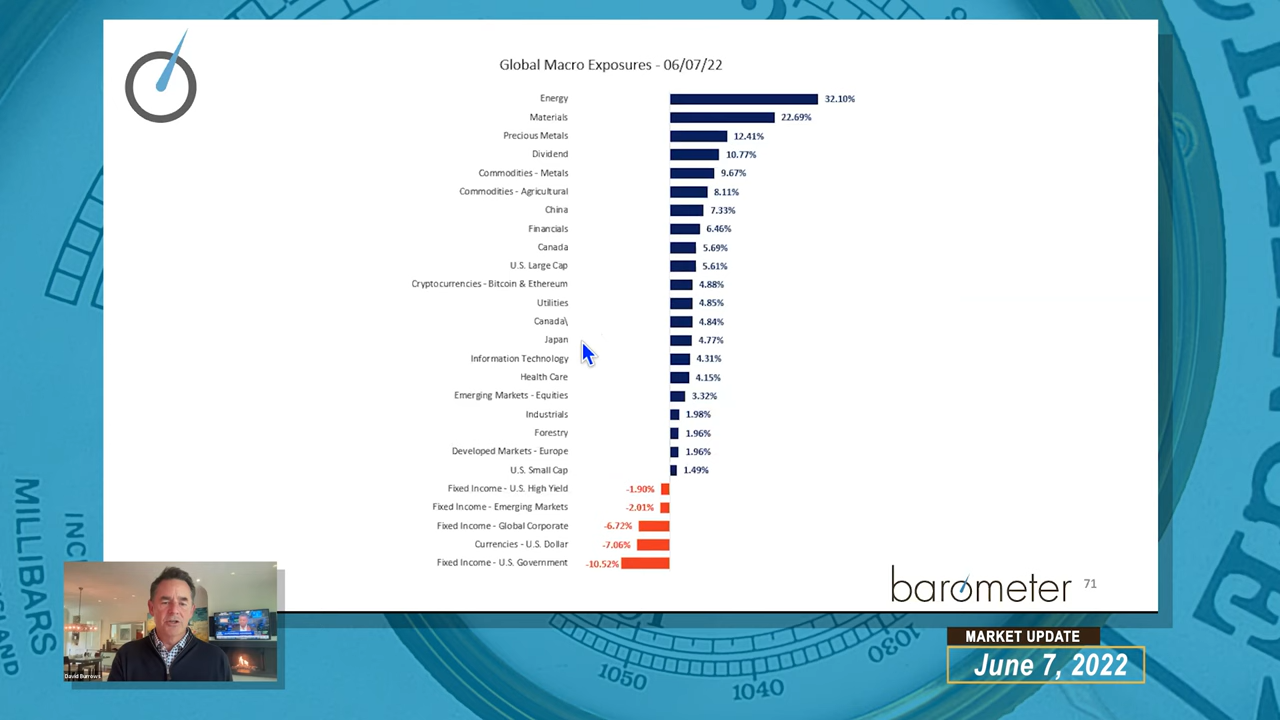 Global Macro Exposures - 06/07/22
Energy 32.10%
Materials 22.69%
Precious Metals 12.41%
Dividend 10.77%
Commodities - Metals 9.67%
Commodities - Agricultural 8.11%
China 7.33%
Financials 6.46%
Canada 5.69%
U.S. Large Cap 5.61%
Cryptocurrencies - Bitcoin & Ethereum 4.88%
Utilities 4.85%
Canada\ 4.84%
Japan 4.77%
Information Technology 4.31%
Health Care 4.15%
Emerging Markets - Equities 3.32%
Industrials 1.98%
Forestry 1.96%
Developed Markets - Europe 1.96%
U.S. Small Cap 1.49%
Fixed Income - U.S. High Yield -1.90%
Fixed Income - Emerging Markets -2.01%
Fixed Income - Global Corporate -6.72%
Currencies - U.S. Dollar -7.06%
Fixed Income - U.S. Government -10.52%
barometer 71
MARKET UPDATE
June 7, 2022
David Burrows
MILLIBARS
1050
1040
1030